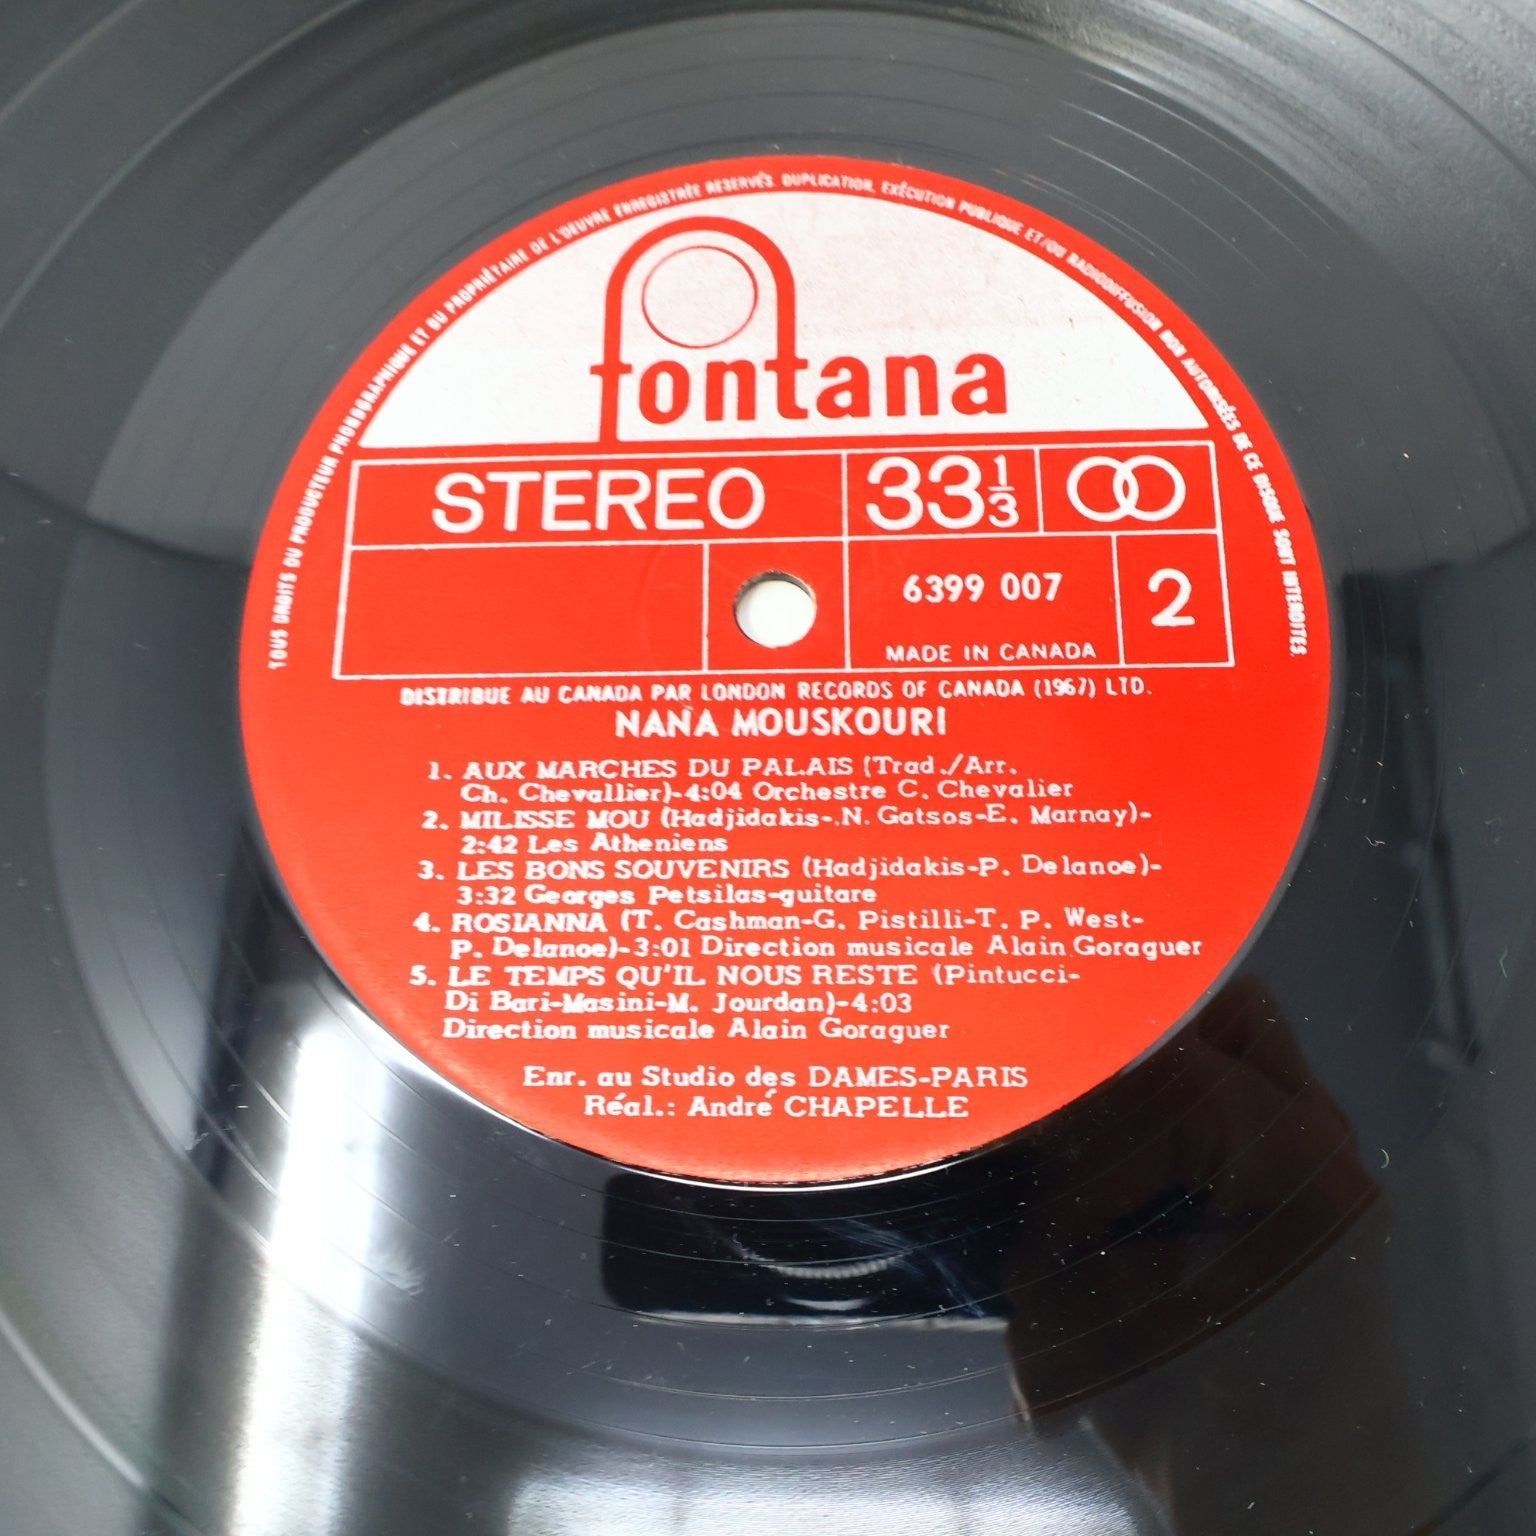 TOUS DROITS DU PRODUCTEUR PHONOGRAPHIQUE ET DU PROPRIÉTAIRE DE L'OEUVRE ENREGISTRÉE RESERVÉS. DUPLICATION, EXÉCUTION PUBLIQUE ET/OU RADIODIFFUSION NON AUTORISÉES DE CE DISQUE SONT INTERDITES.
fontana
STEREO 33 1/3
6399 007 2
MADE IN CANADA
DISTRIBUE AU CANADA PAR LONDON RECORDS OF CANADA (1967) LTD.
NANA MOUSKOURI
1. AUX MARCHES DU PALAIS (Trad./Arr.
Ch. Chevallier)-4:04 Orchestre C. Chevalier
2. MILISSE MOU (Hadjidakis-.N. Gatsos-E. Marnay)-
2:42 Les Atheniens
3. LES BONS SOUVENIRS (Hadjidakis-P. Delanoe)-
3:32 Georges Petsilas-guitare
4. ROSIANNA (T. Cashman-G. Pistilli-T. P. West-
P. Delanoe)-3:01 Direction musicale Alain Goraguer
5. LE TEMPS QU'IL NOUS RESTE (Pintucci-
Di Bari-Masini-M. Jourdan)-4:03
Direction musicale Alain Goraguer
Enr. au Studio des DAMES-PARIS
Réal.: André CHAPELLE